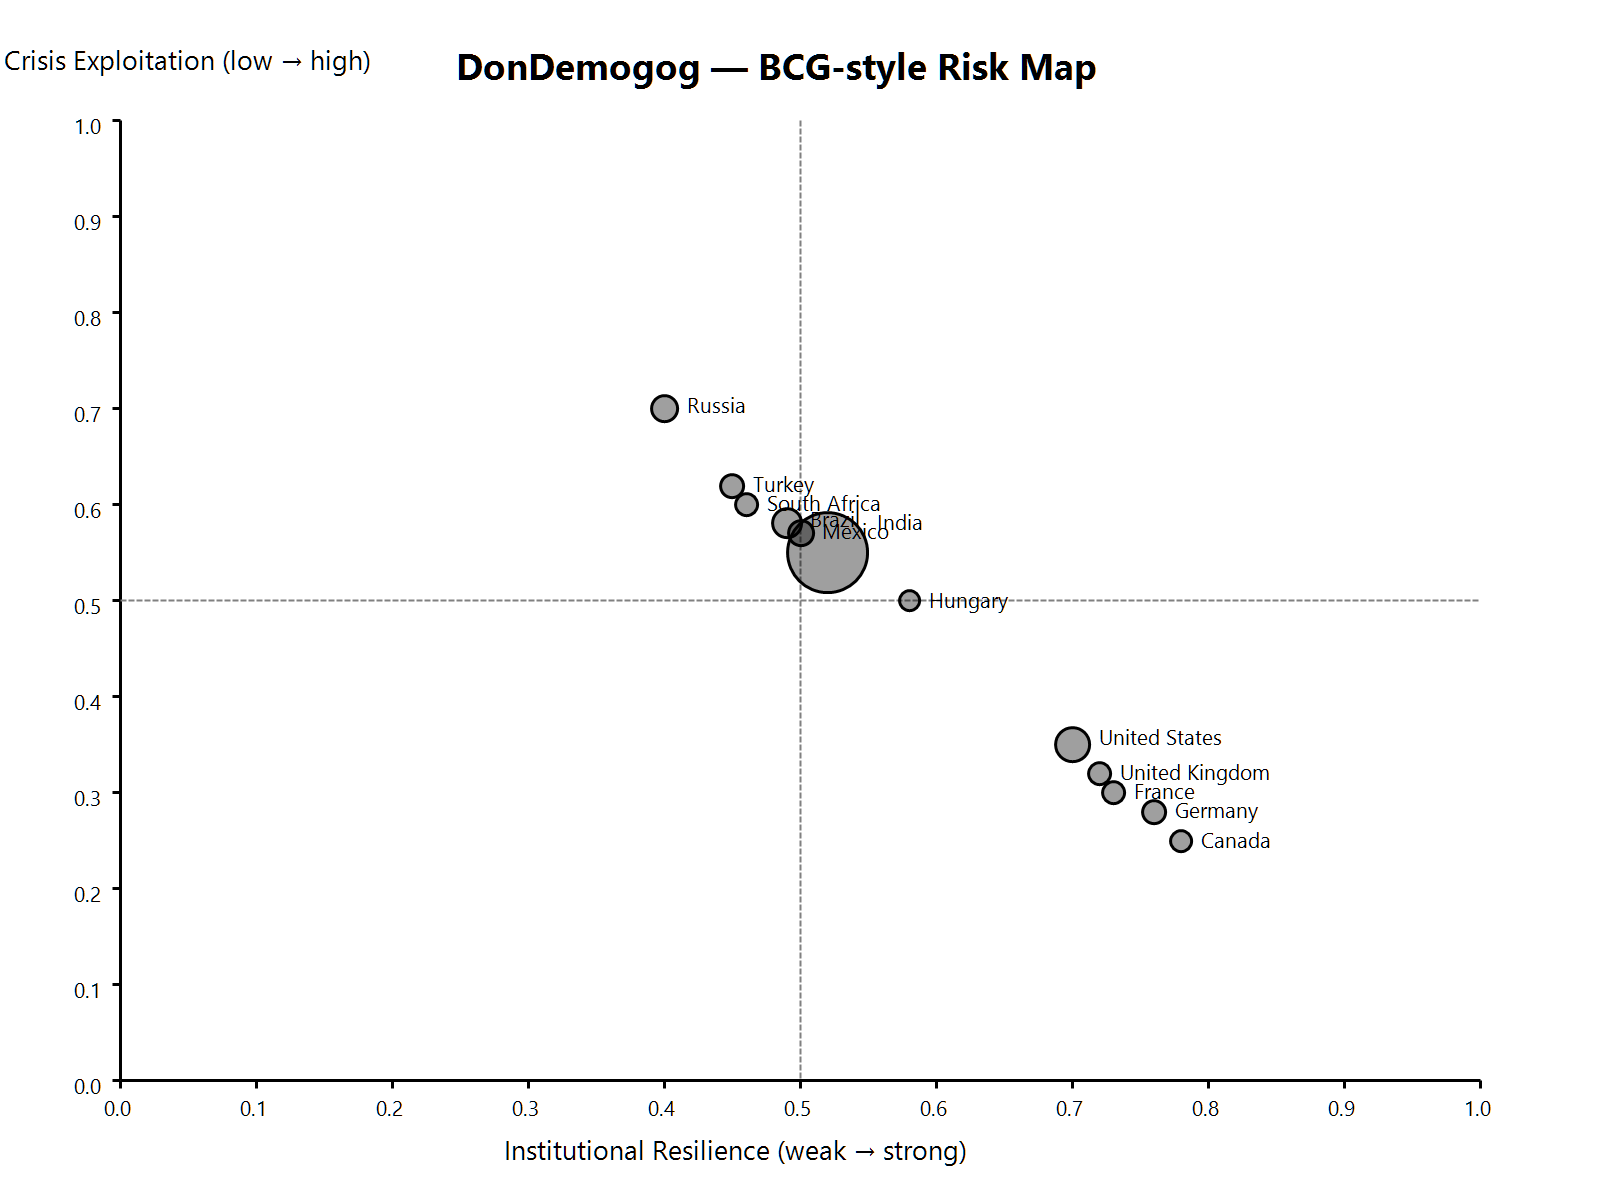 Crisis Exploitation (low → high)
DonDemogog — BCG-style Risk Map
1.0
0.9
0.8
0.7
0.6
0.5
0.4
0.3
0.2
0.1
0.0
Russia
Turkey
South Africa
Brazil
India
Mexico
Hungary
United States
United Kingdom
France
Germany
Canada
0.0 0.1 0.2 0.3 0.4 0.5 0.6 0.7 0.8 0.9 1.0
Institutional Resilience (weak → strong)